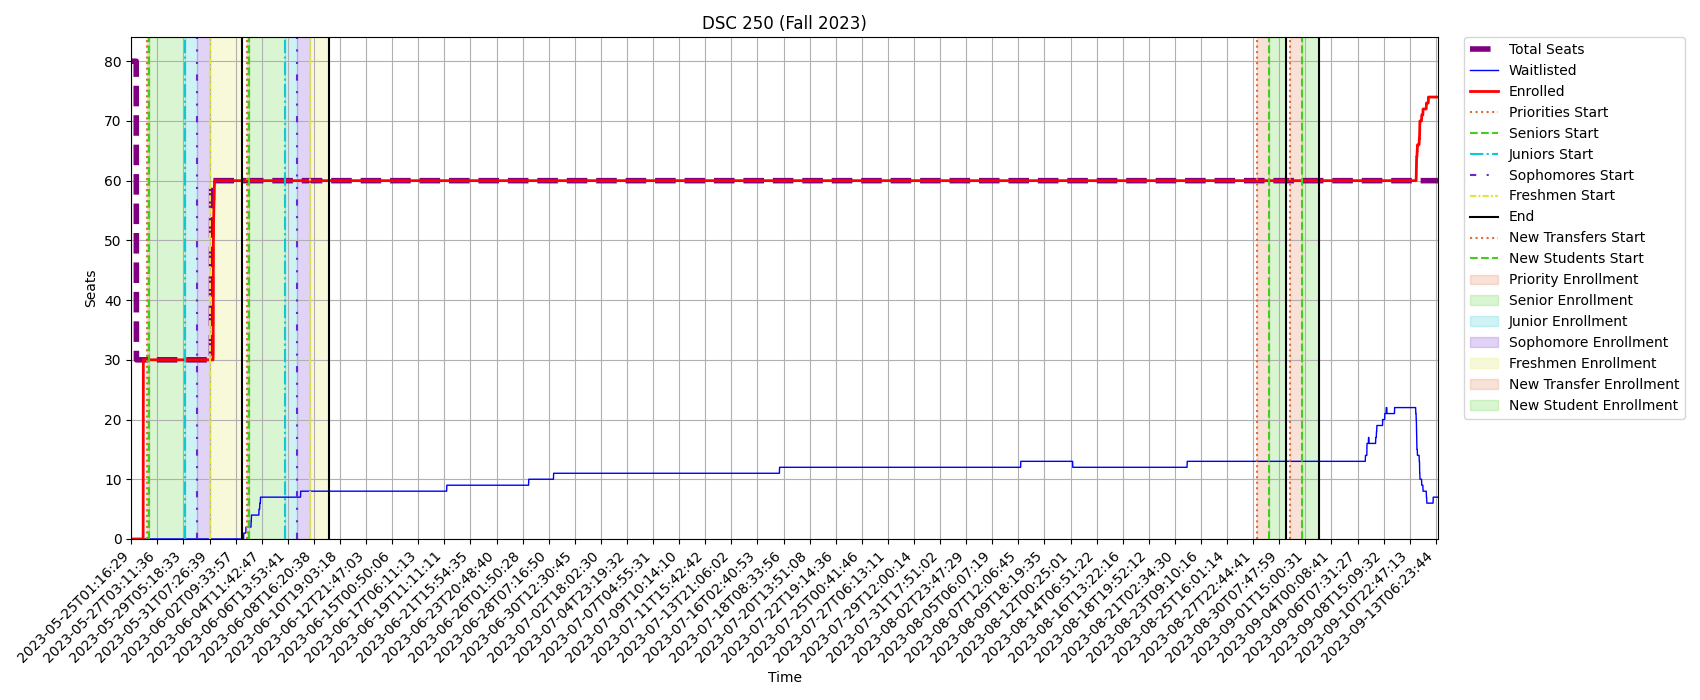 DSC 250 (Fall 2023)
Seats
80
70
60
50
40
30
20
10
0
2023-05-25T01:16:29
2023-05-27T03:11:36
2023-05-29T05:18:33
2023-05-31T07:26:39
2023-06-02T09:33:57
2023-06-04T11:42:47
2023-06-06T13:53:41
2023-06-08T16:20:38
2023-06-10T19:03:18
2023-06-12T21:47:03
2023-06-15T00:50:06
2023-06-17T06:11:13
2023-06-19T11:11:11
2023-06-21T15:54:35
2023-06-23T20:48:40
2023-06-26T01:50:28
2023-06-28T07:16:50
2023-06-30T12:30:45
2023-07-02T18:02:30
2023-07-04T23:19:32
2023-07-07T04:55:31
2023-07-09T10:14:10
2023-07-11T15:42:42
2023-07-13T21:06:02
2023-07-16T02:40:53
2023-07-18T08:33:56
2023-07-20T13:51:08
2023-07-22T19:14:36
2023-07-25T00:41:46
2023-07-27T06:13:11
2023-07-29T12:00:14
2023-07-31T17:51:02
2023-08-02T23:47:29
2023-08-05T06:07:19
2023-08-07T12:06:45
2023-08-09T18:19:35
2023-08-12T00:25:01
2023-08-14T06:51:22
2023-08-16T13:22:16
2023-08-18T19:52:12
2023-08-21T02:34:30
2023-08-23T09:10:16
2023-08-25T16:01:14
2023-08-27T22:44:41
2023-08-30T07:47:59
2023-09-01T15:00:31
2023-09-04T00:08:41
2023-09-06T07:31:27
2023-09-08T15:09:32
2023-09-10T22:47:13
2023-09-13T06:23:44
Time
Total Seats
Waitlisted
Enrolled
Priorities Start
Seniors Start
Juniors Start
Sophomores Start
Freshmen Start
End
New Transfers Start
New Students Start
Priority Enrollment
Senior Enrollment
Junior Enrollment
Sophomore Enrollment
Freshmen Enrollment
New Transfer Enrollment
New Student Enrollment